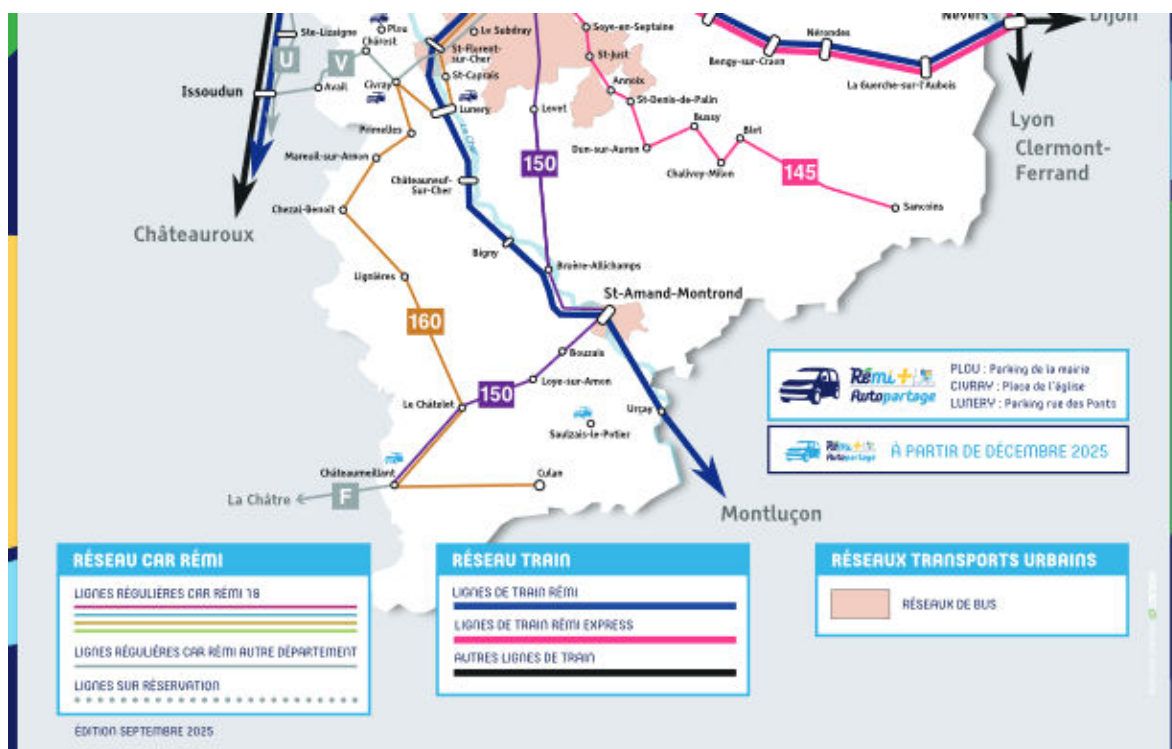 Nevers
Dijon
Ste-Lizaigne
Plou
Le Subdray
Soye-en-Septaine
Chârost
St-Florent-
sur-Cher
Nérondes
U
V
St-Just
Bengy-sur-Craon
Issoudun
Avail
Civray
St-Caprais
Annoix
La Guerche-sur-l'Aubois
Lunery
Levet
St-Denis-de-Palin
Lyon
Clermont-
Ferrand
Primelles
Bussy
Blet
Mareuil-sur-Arnon
Dun-sur-Auron
150
Chalivoy-Milon
145
Châteauneuf-
Sur-Cher
Chezal-Benoît
Sancoins
Châteauroux
Bigny
Bruère-Allichamps
Lignières
St-Amand-Montrond
160
Bouzais
Loye-sur-Arnon
150
Le Châtelet
Urçay
Saulzais-le-Potier
Rémi+
Autopartage
PLOU : Parking de la mairie
CIVRAY : Place de l'église
LUNERY : Parking rue des Ponts
Rémi+
Autopartage
À PARTIR DE DÉCEMBRE 2025
Châteaumeillant
Culan
La Châtre
F
Montluçon
RÉSEAU CAR RÉMI
LIGNES RÉGULIÈRES CAR RÉMI 18
LIGNES RÉGULIÈRES CAR RÉMI AUTRE DÉPARTEMENT
LIGNES SUR RÉSERVATION
ÉDITION SEPTEMBRE 2025
RÉSEAU TRAIN
LIGNES DE TRAIN RÉMI
LIGNES DE TRAIN RÉMI EXPRESS
AUTRES LIGNES DE TRAIN
RÉSEAUX TRANSPORTS URBAINS
RÉSEAUX DE BUS